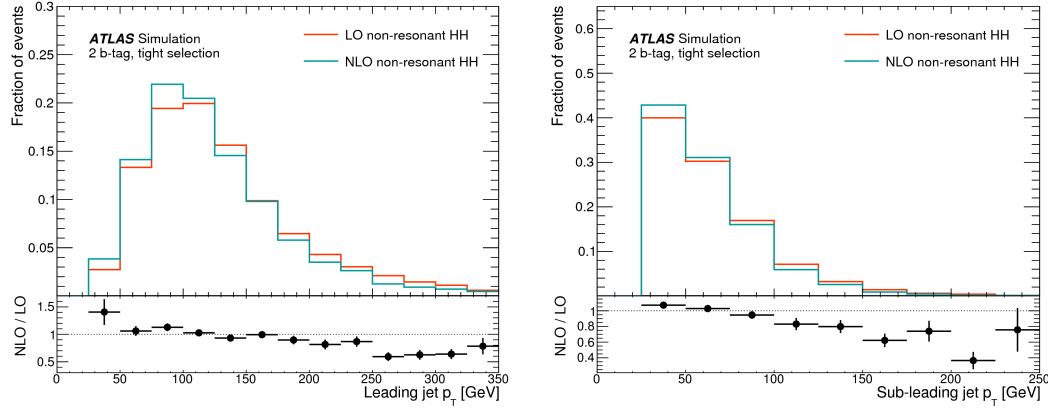 0.3
0.25
0.2
0.15
0.1
0.05
Fraction of events
ATLAS Simulation
2 b-tag, tight selection
LO non-resonant HH
NLO non-resonant HH
1.5
1
0.5
NLO / LO
0 50 100 150 200 250 300 350
Leading jet p_T [GeV]
0.6
0.5
0.4
0.3
0.2
0.1
Fraction of events
ATLAS Simulation
2 b-tag, tight selection
LO non-resonant HH
NLO non-resonant HH
1
0.8
0.6
0.4
NLO / LO
0 50 100 150 200 250
Sub-leading jet p_T [GeV]